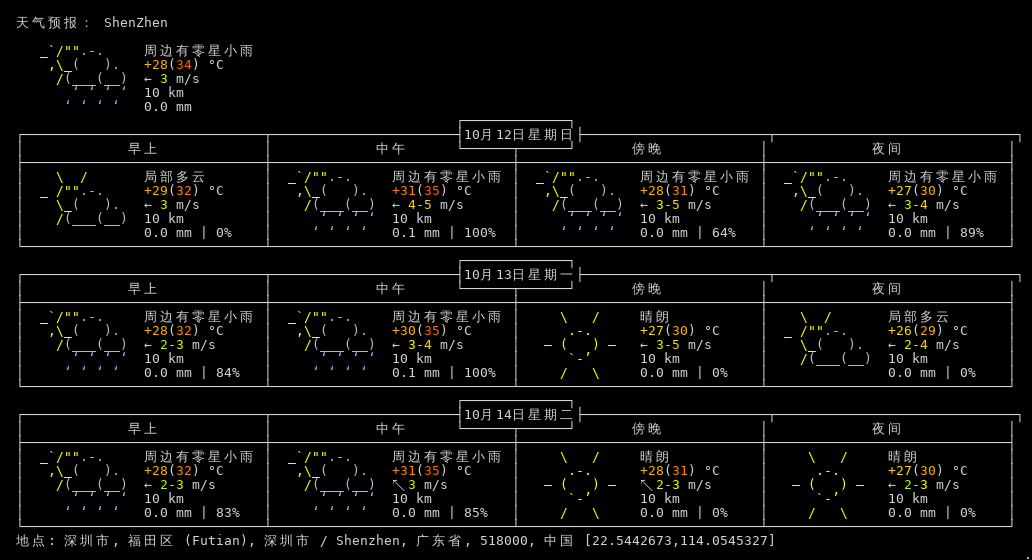 天气预报： ShenZhen
周边有零星小雨
+28(34) °C
← 3 m/s
10 km
0.0 mm
10月12日星期日
早上 中午 傍晚 夜间
局部多云 周边有零星小雨 周边有零星小雨 周边有零星小雨
+29(32) °C +31(35) °C +28(31) °C +27(30) °C
← 3 m/s ← 4-5 m/s ← 3-5 m/s ← 3-4 m/s
10 km 10 km 10 km 10 km
0.0 mm | 0% 0.1 mm | 100% 0.0 mm | 64% 0.0 mm | 89%
10月13日星期一
早上 中午 傍晚 夜间
周边有零星小雨 周边有零星小雨 晴朗 局部多云
+28(32) °C +30(35) °C +27(30) °C +26(29) °C
← 2-3 m/s ← 3-4 m/s ← 3-5 m/s ← 2-4 m/s
10 km 10 km 10 km 10 km
0.0 mm | 84% 0.1 mm | 100% 0.0 mm | 0% 0.0 mm | 0%
10月14日星期二
早上 中午 傍晚 夜间
周边有零星小雨 周边有零星小雨 晴朗 晴朗
+28(32) °C +31(35) °C +28(31) °C +27(30) °C
← 2-3 m/s ↖ 3 m/s ↖ 2-3 m/s ← 2-3 m/s
10 km 10 km 10 km 10 km
0.0 mm | 83% 0.0 mm | 85% 0.0 mm | 0% 0.0 mm | 0%
地点: 深圳市, 福田区 (Futian), 深圳市 / Shenzhen, 广东省, 518000, 中国 [22.5442673,114.0545327]